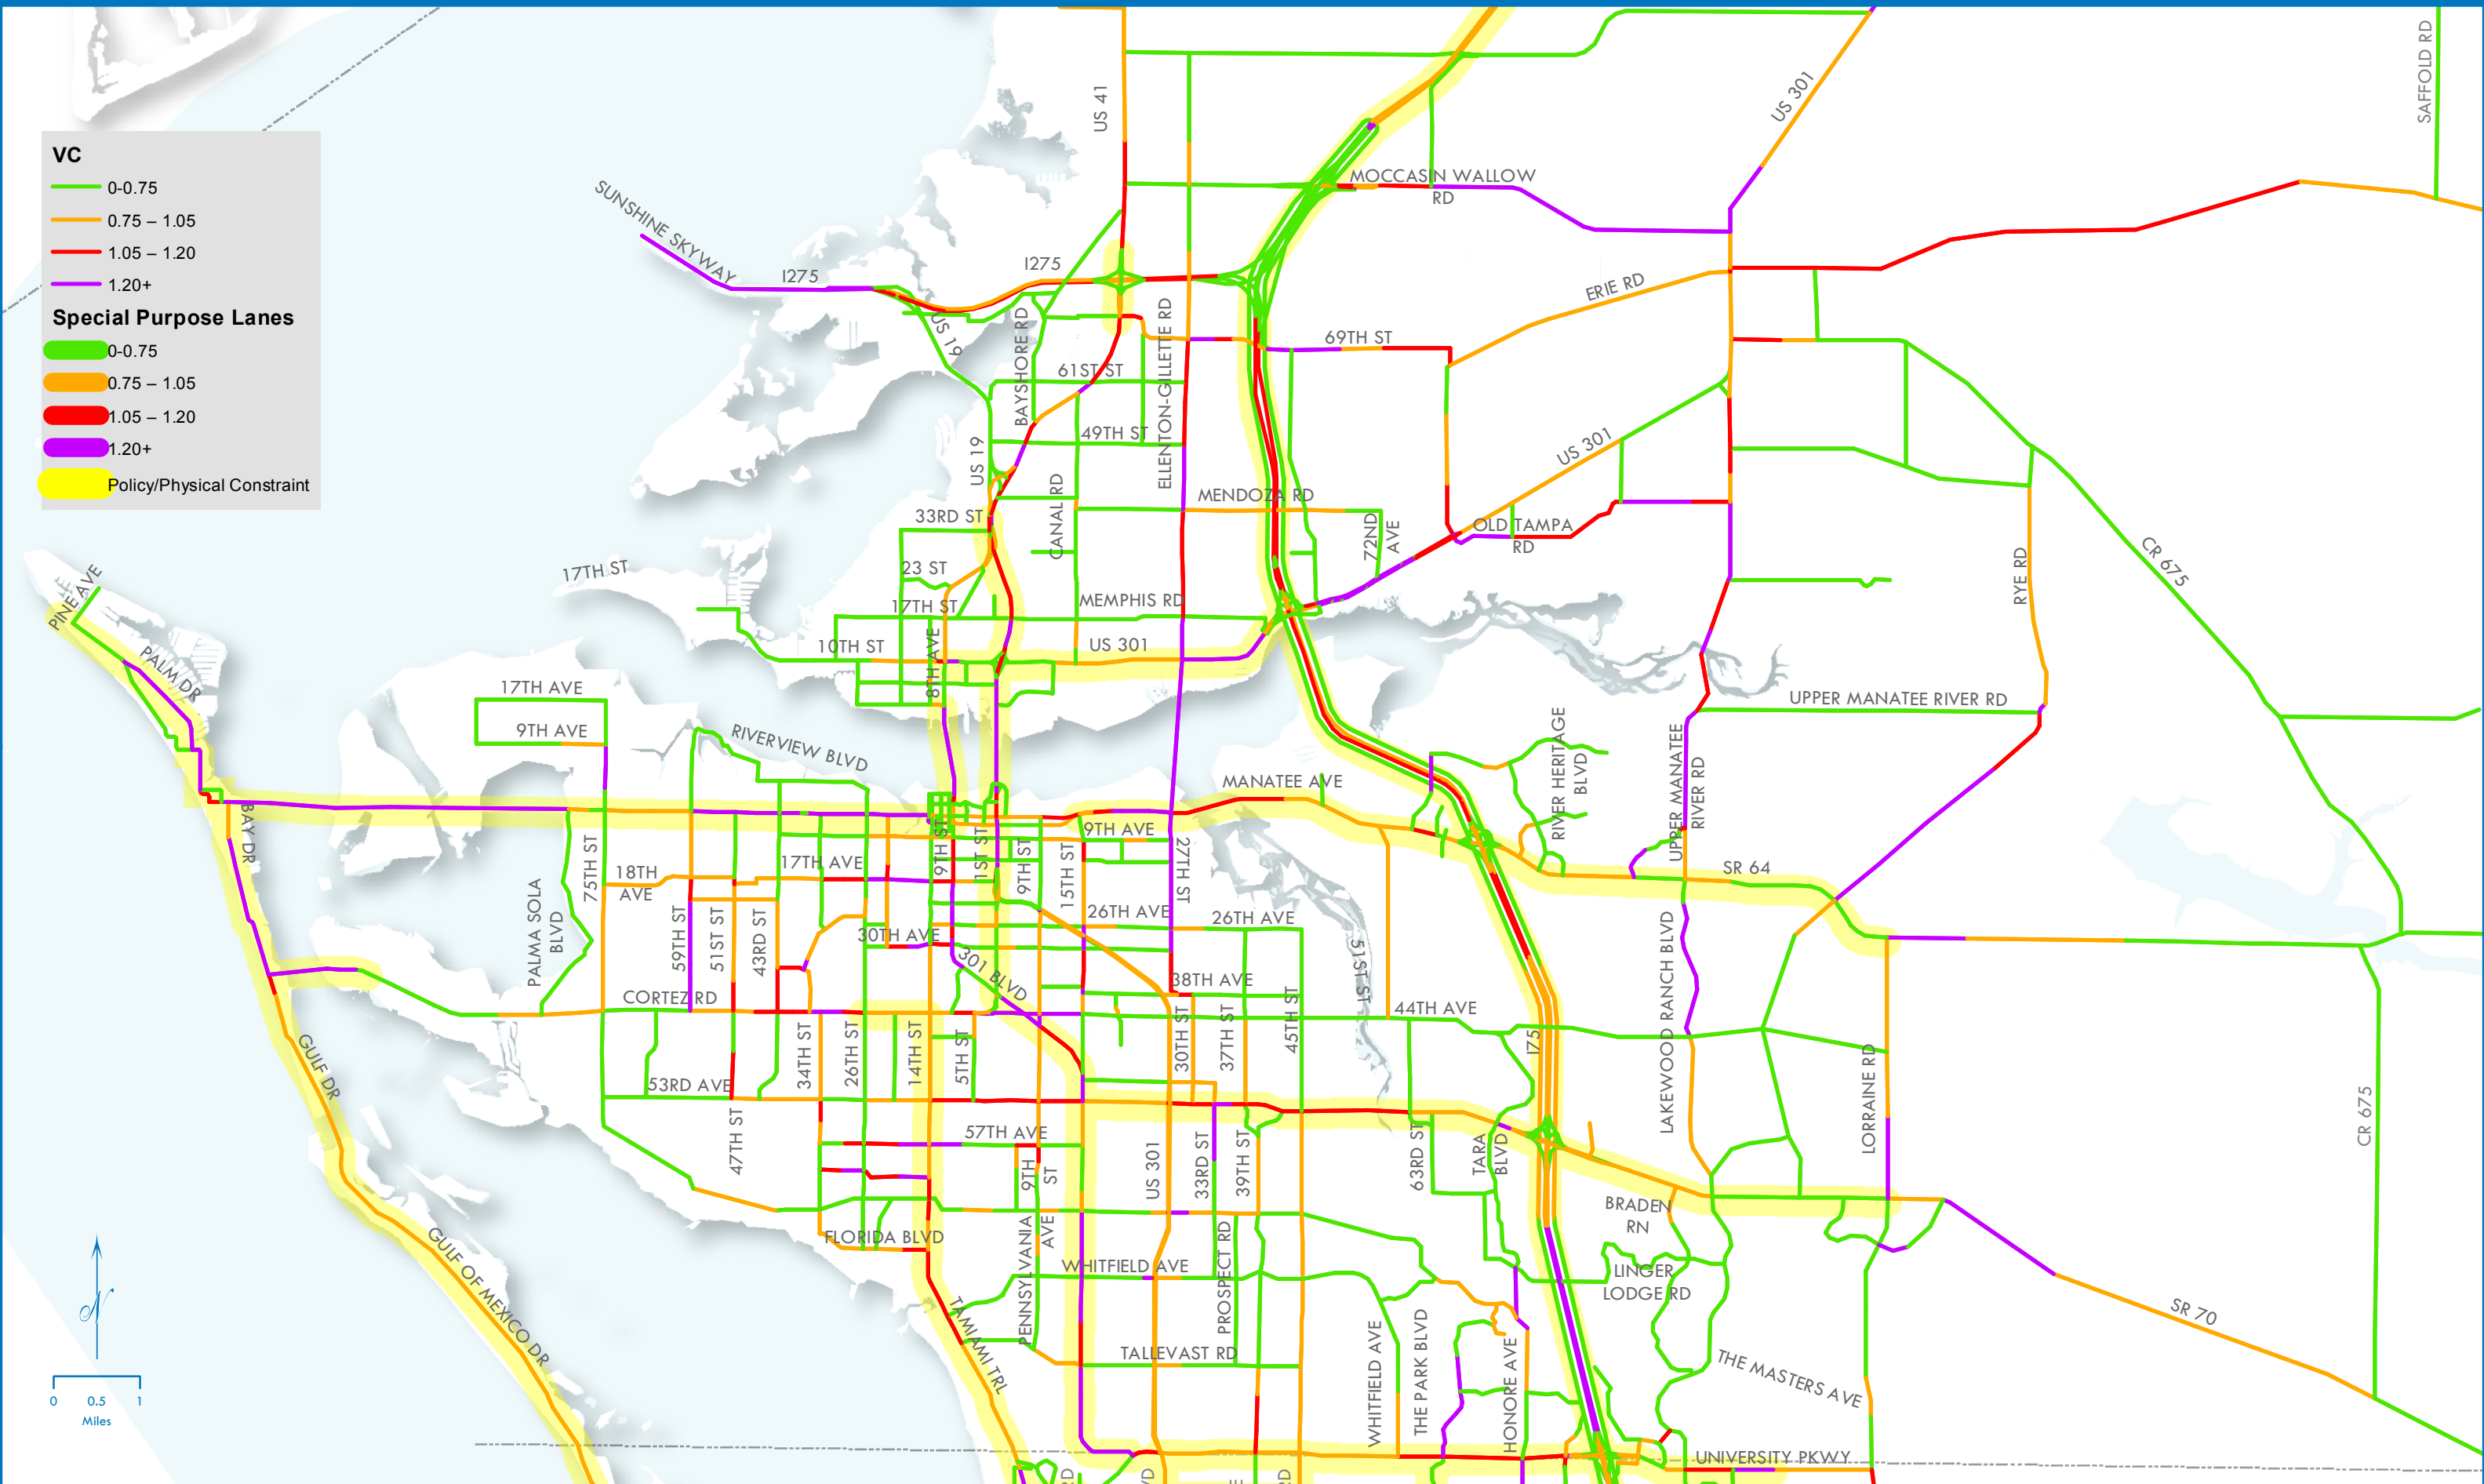 VC
0-0.75
0.75 – 1.05
1.05 – 1.20
1.20+
Special Purpose Lanes
0-0.75
0.75 – 1.05
1.05 – 1.20
1.20+
Policy/Physical Constraint
SAFFOLD RD
US 41
US 301
MOCCASIN WALLOW
RD
SUNSHINE SKYWAY
I275
I275
ERIE RD
US 19
BAYSHORE RD
ELLENTON-GILLETTE RD
69TH ST
61ST ST
49TH ST
US 19
US 301
CANAL RD
MENDOZA RD
33RD ST
72ND
AVE
OLD TAMPA
RD
CR 675
RYE RD
17TH ST
23 ST
17TH ST
MEMPHIS RD
PINE AVE
PALM DR
10TH ST
8TH AVE
US 301
17TH AVE
9TH AVE
RIVERVIEW BLVD
UPPER MANATEE RIVER RD
RIVER HERITAGE
BLVD
UPPER MANATEE
RIVER RD
MANATEE AVE
BAY DR
75TH ST
18TH
AVE
17TH AVE
9TH ST
1ST ST
9TH ST
15TH ST
9TH AVE
27TH ST
SR 64
PALMA SOLA
BLVD
59TH ST
51ST ST
43RD ST
30TH AVE
26TH AVE
26TH AVE
51ST ST
LAKEWOOD RANCH BLVD
301 BLVD
38TH AVE
CORTEZ RD
44TH AVE
GULF DR
34TH ST
26TH ST
14TH ST
5TH ST
30TH ST
37TH ST
45TH ST
I75
LORRAINE RD
CR 675
53RD AVE
47TH ST
57TH AVE
9TH
ST
US 301
33RD ST
39TH ST
63RD ST
TARA
BLVD
BRADEN
RN
FLORIDA BLVD
PENNSYLVANIA
AVE
PROSPECT RD
WHITFIELD AVE
LINGER
LODGE RD
GULF OF MEXICO DR
TAMIAMI TRL
TALLEVAST RD
WHITFIELD AVE
THE PARK BLVD
HONORE AVE
THE MASTERS AVE
SR 70
UNIVERSITY PKWY
N
0 0.5 1
Miles